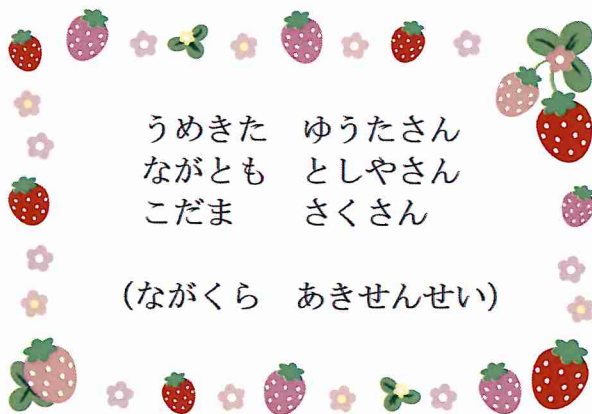 うめきた　ゆうたさん
ながとも　としやさん
こだま　　さくさん
(ながくら　あきせんせい)